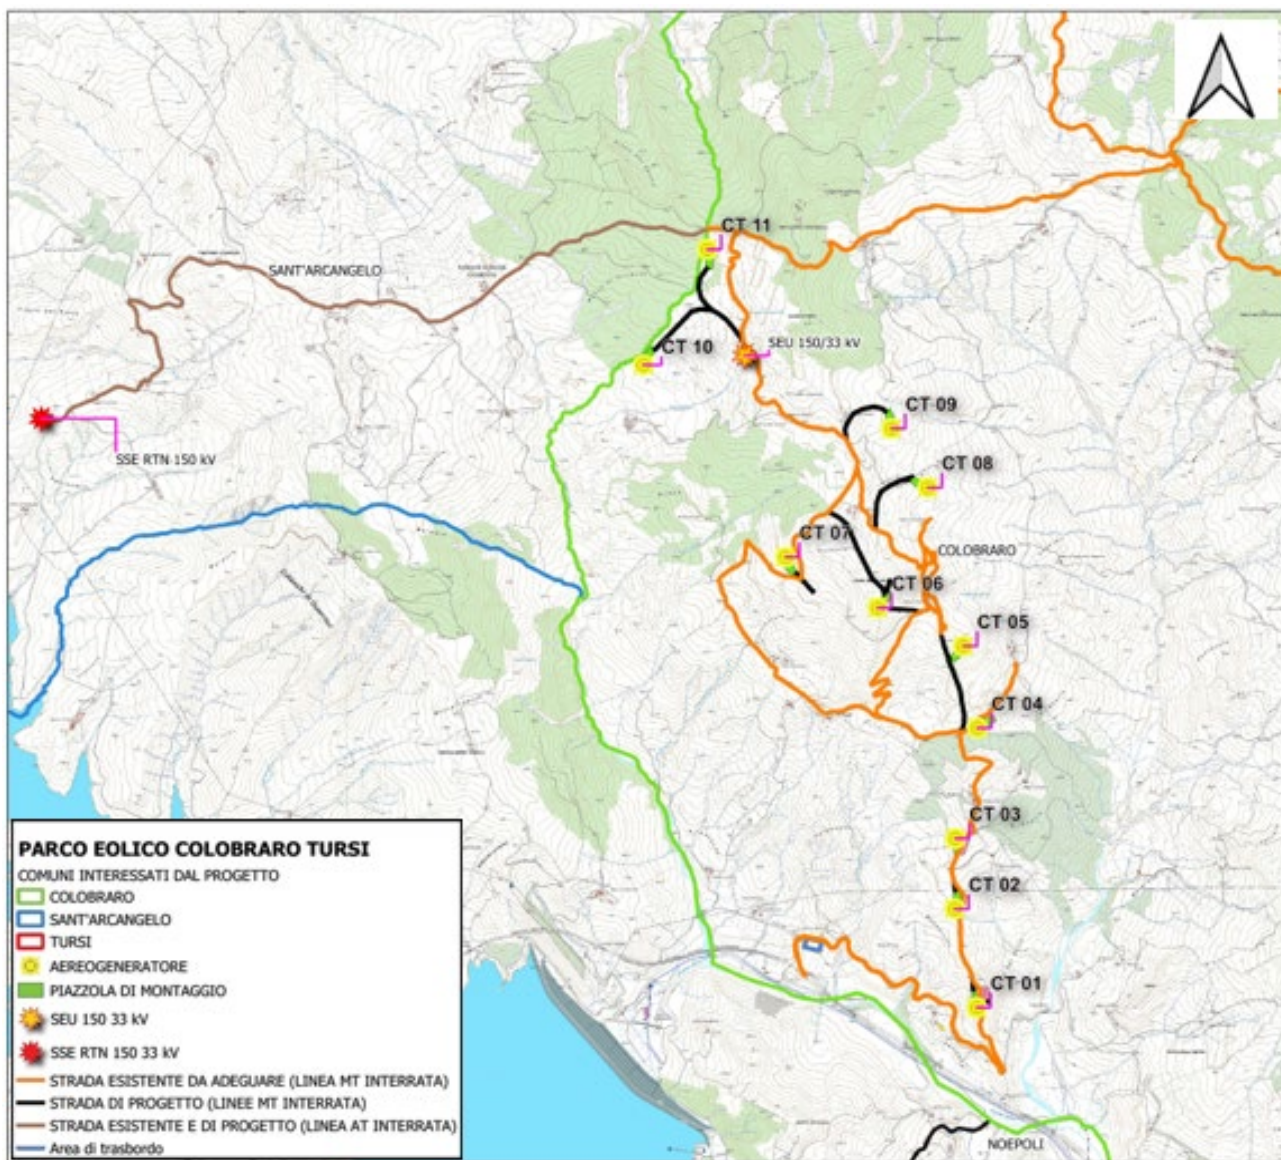 CT 11
SANT'ARCANGELO
CT 10
SEU 150/33 kV
CT 09
SSE RTN 150 kV
CT 08
CT 07
COLOBRARO
CT 06
CT 05
CT 04
CT 03
CT 02
CT 01
NOEPOLI
PARCO EOLICO COLOBRARO TURSI
COMUNI INTERESSATI DAL PROGETTO
COLOBRARO
SANT'ARCANGELO
TURSI
AEREOGENERATORE
PIAZZOLA DI MONTAGGIO
SEU 150 33 kV
SSE RTN 150 33 kV
STRADA ESISTENTE DA ADEGUARE (LINEA MT INTERRATA)
STRADA DI PROGETTO (LINEE MT INTERRATA)
STRADA ESISTENTE E DI PROGETTO (LINEA AT INTERRATA)
Area di trasbordo